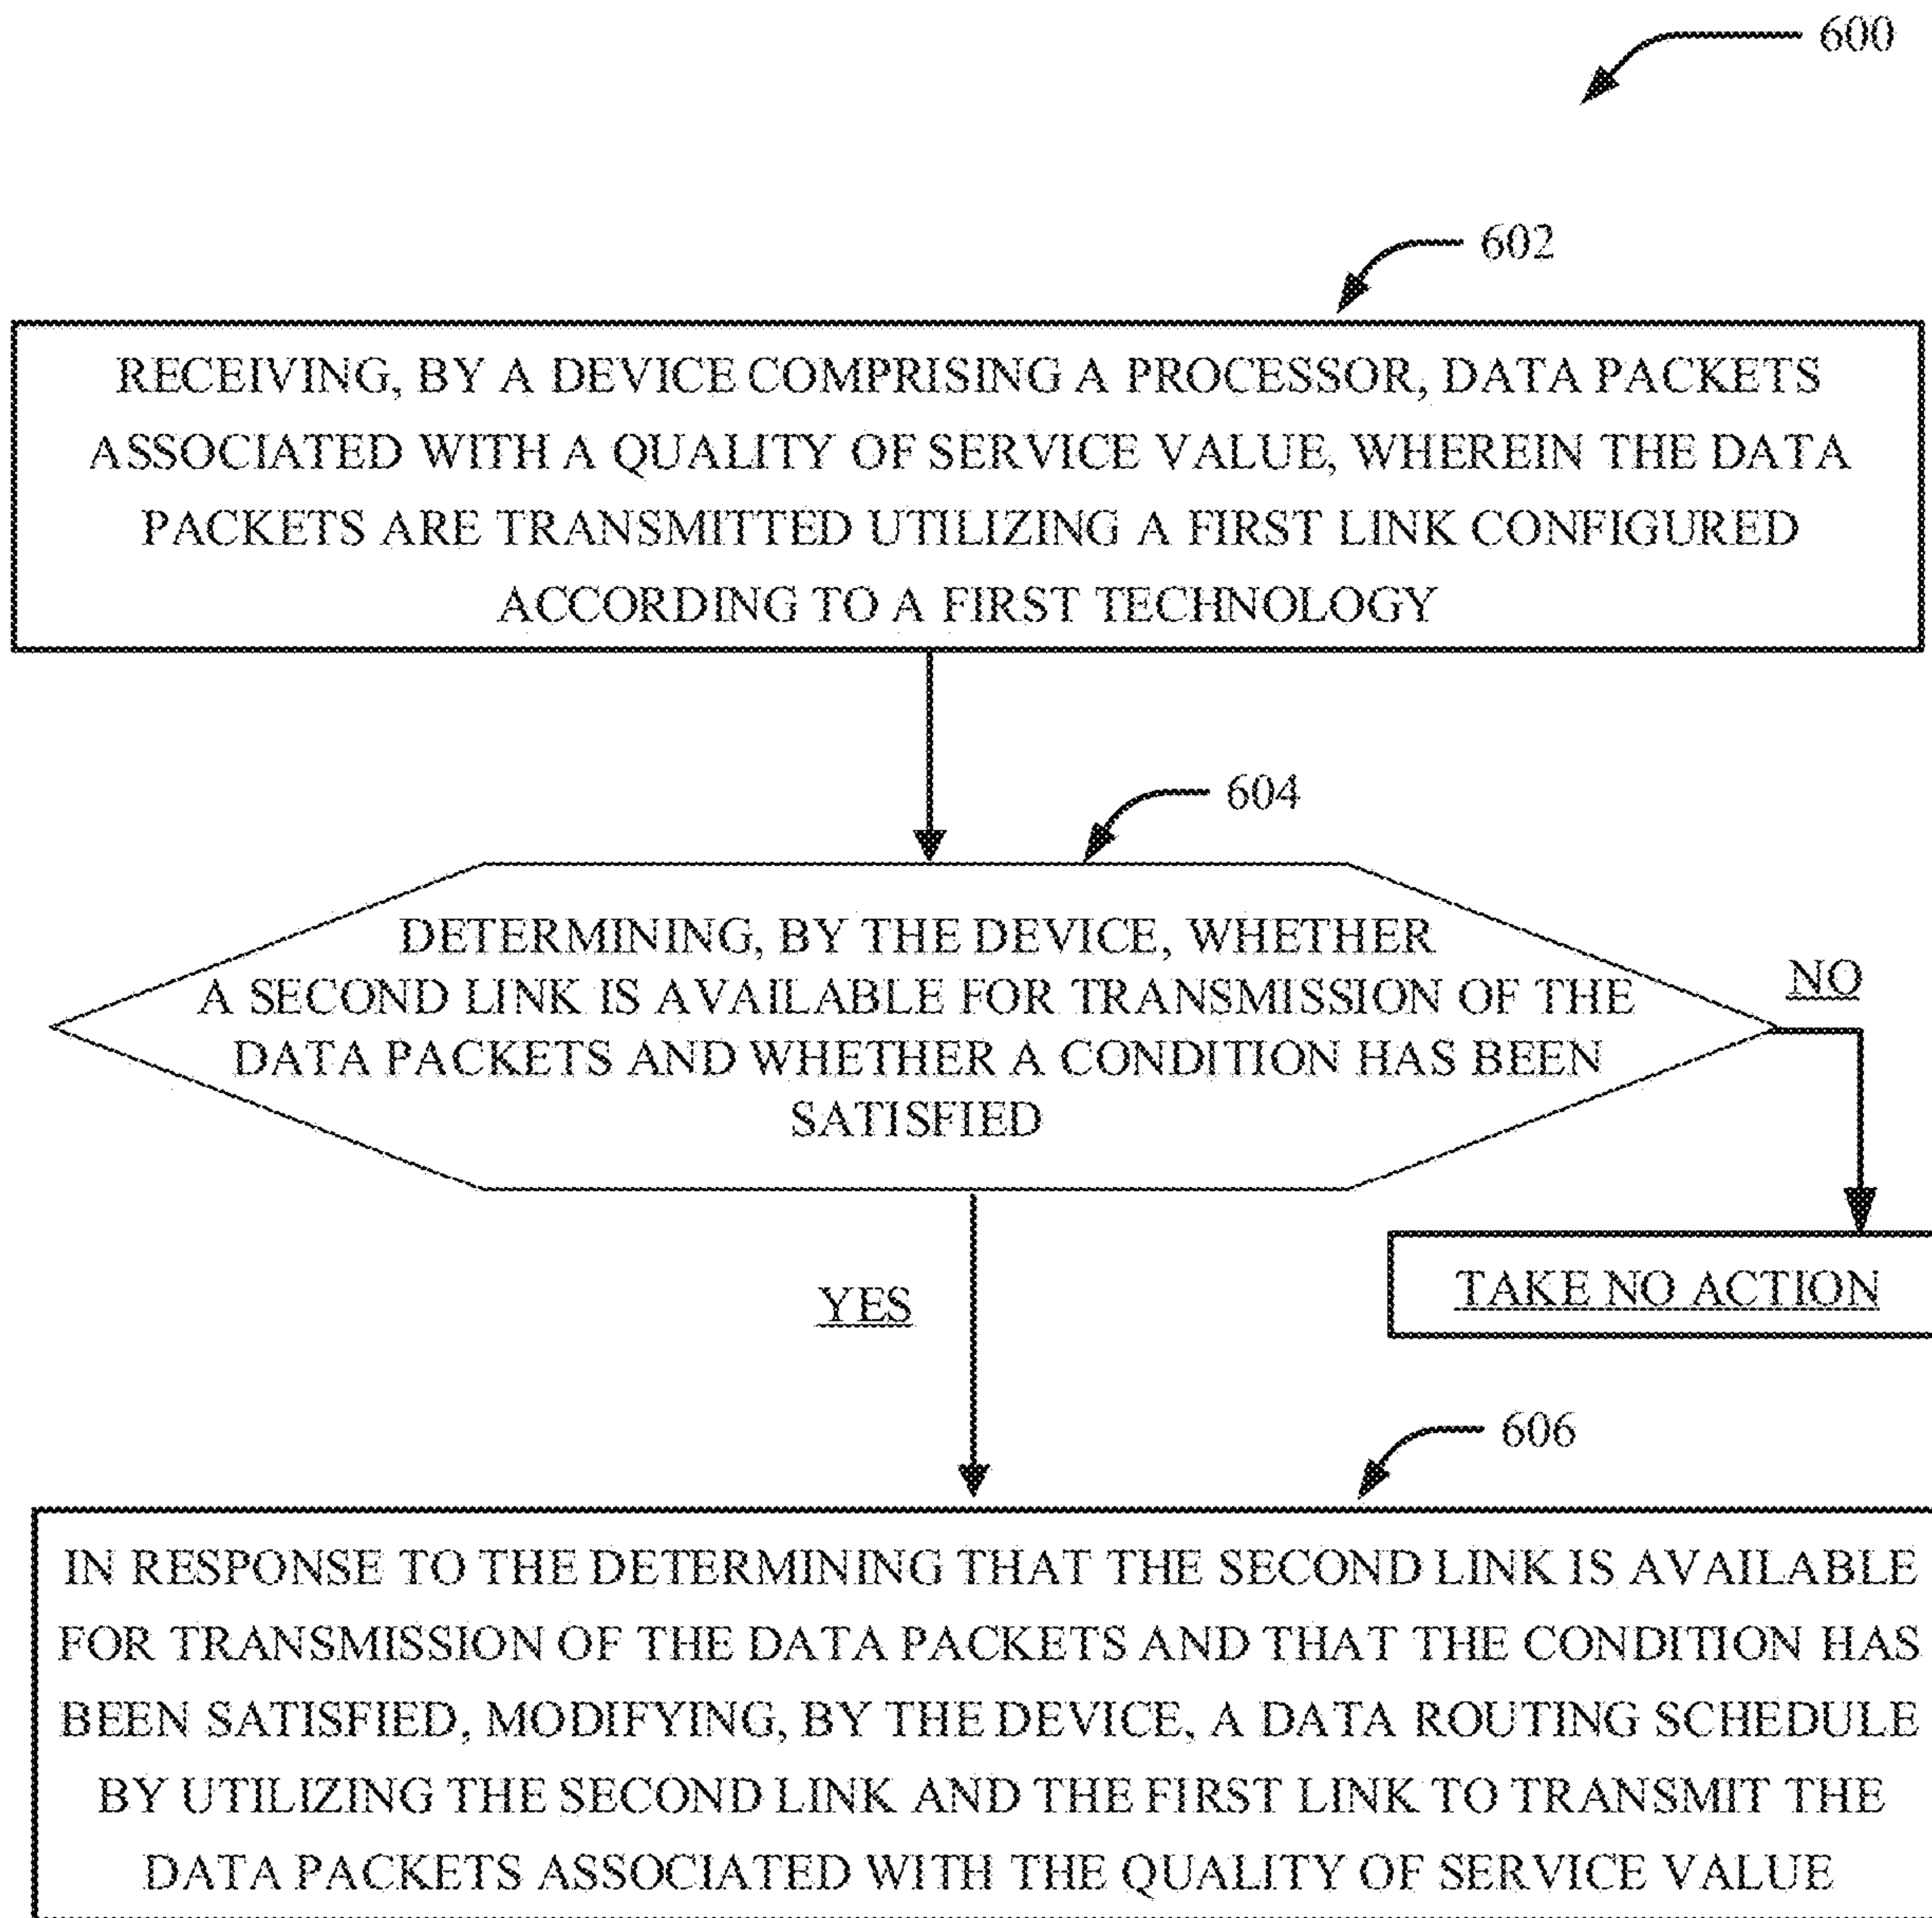 600
602
RECEIVING, BY A DEVICE COMPRISING A PROCESSOR, DATA PACKETS
ASSOCIATED WITH A QUALITY OF SERVICE VALUE, WHEREIN THE DATA
PACKETS ARE TRANSMITTED UTILIZING A FIRST LINK CONFIGURED
ACCORDING TO A FIRST TECHNOLOGY
604
DETERMINING, BY THE DEVICE, WHETHER
A SECOND LINK IS AVAILABLE FOR TRANSMISSION OF THE
DATA PACKETS AND WHETHER A CONDITION HAS BEEN
SATISFIED
NO
TAKE NO ACTION
YES
606
IN RESPONSE TO THE DETERMINING THAT THE SECOND LINK IS AVAILABLE
FOR TRANSMISSION OF THE DATA PACKETS AND THAT THE CONDITION HAS
BEEN SATISFIED, MODIFYING, BY THE DEVICE, A DATA ROUTING SCHEDULE
BY UTILIZING THE SECOND LINK AND THE FIRST LINK TO TRANSMIT THE
DATA PACKETS ASSOCIATED WITH THE QUALITY OF SERVICE VALUE